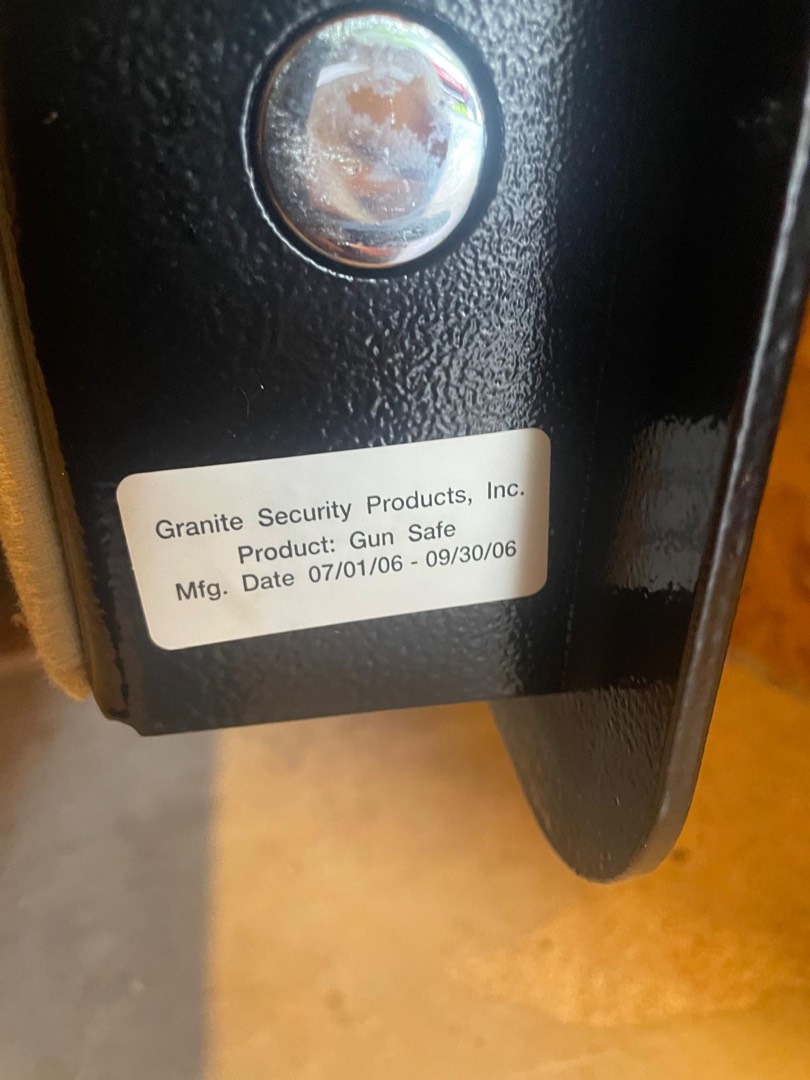 Granite Security Products, Inc.
Product: Gun Safe
Mfg. Date 07/01/06 - 09/30/06